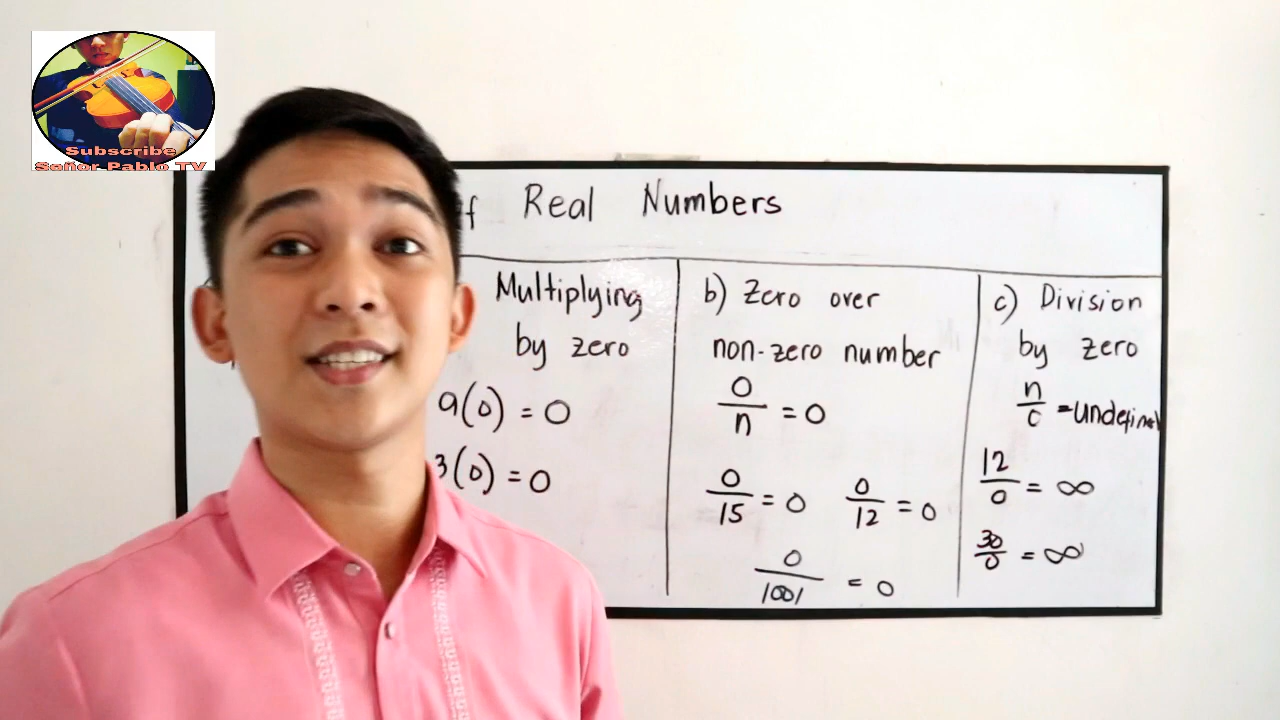 Subscribe
Señor Pablo TV
f Real Numbers
Multiplying
by zero
a(0) = 0
3(0) = 0
b) Zero over
non-zero number
0/n = 0
0/15 = 0 0/12 = 0
0/1001 = 0
c) Division
by zero
n/0 = undefined
12/0 = ∞
30/0 = ∞